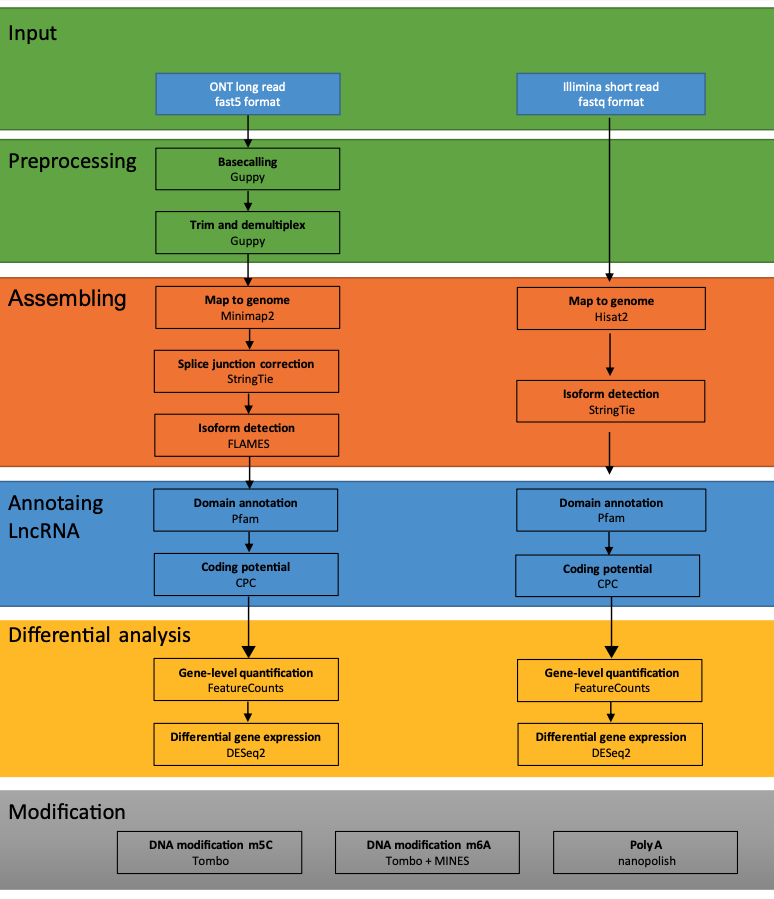 Input
ONT long read
fast5 format
Illimina short read
fastq format
Preprocessing
Basecalling
Guppy
Trim and demultiplex
Guppy
Assembling
Map to genome
Minimap2
Map to genome
Hisat2
Splice junction correction
StringTie
Isoform detection
StringTie
Isoform detection
FLAMES
Annotaing
LncRNA
Domain annotation
Pfam
Domain annotation
Pfam
Coding potential
CPC
Coding potential
CPC
Differential analysis
Gene-level quantification
FeatureCounts
Gene-level quantification
FeatureCounts
Differential gene expression
DESeq2
Differential gene expression
DESeq2
Modification
DNA modification m5C
Tombo
DNA modification m6A
Tombo + MINES
PolyA
nanopolish